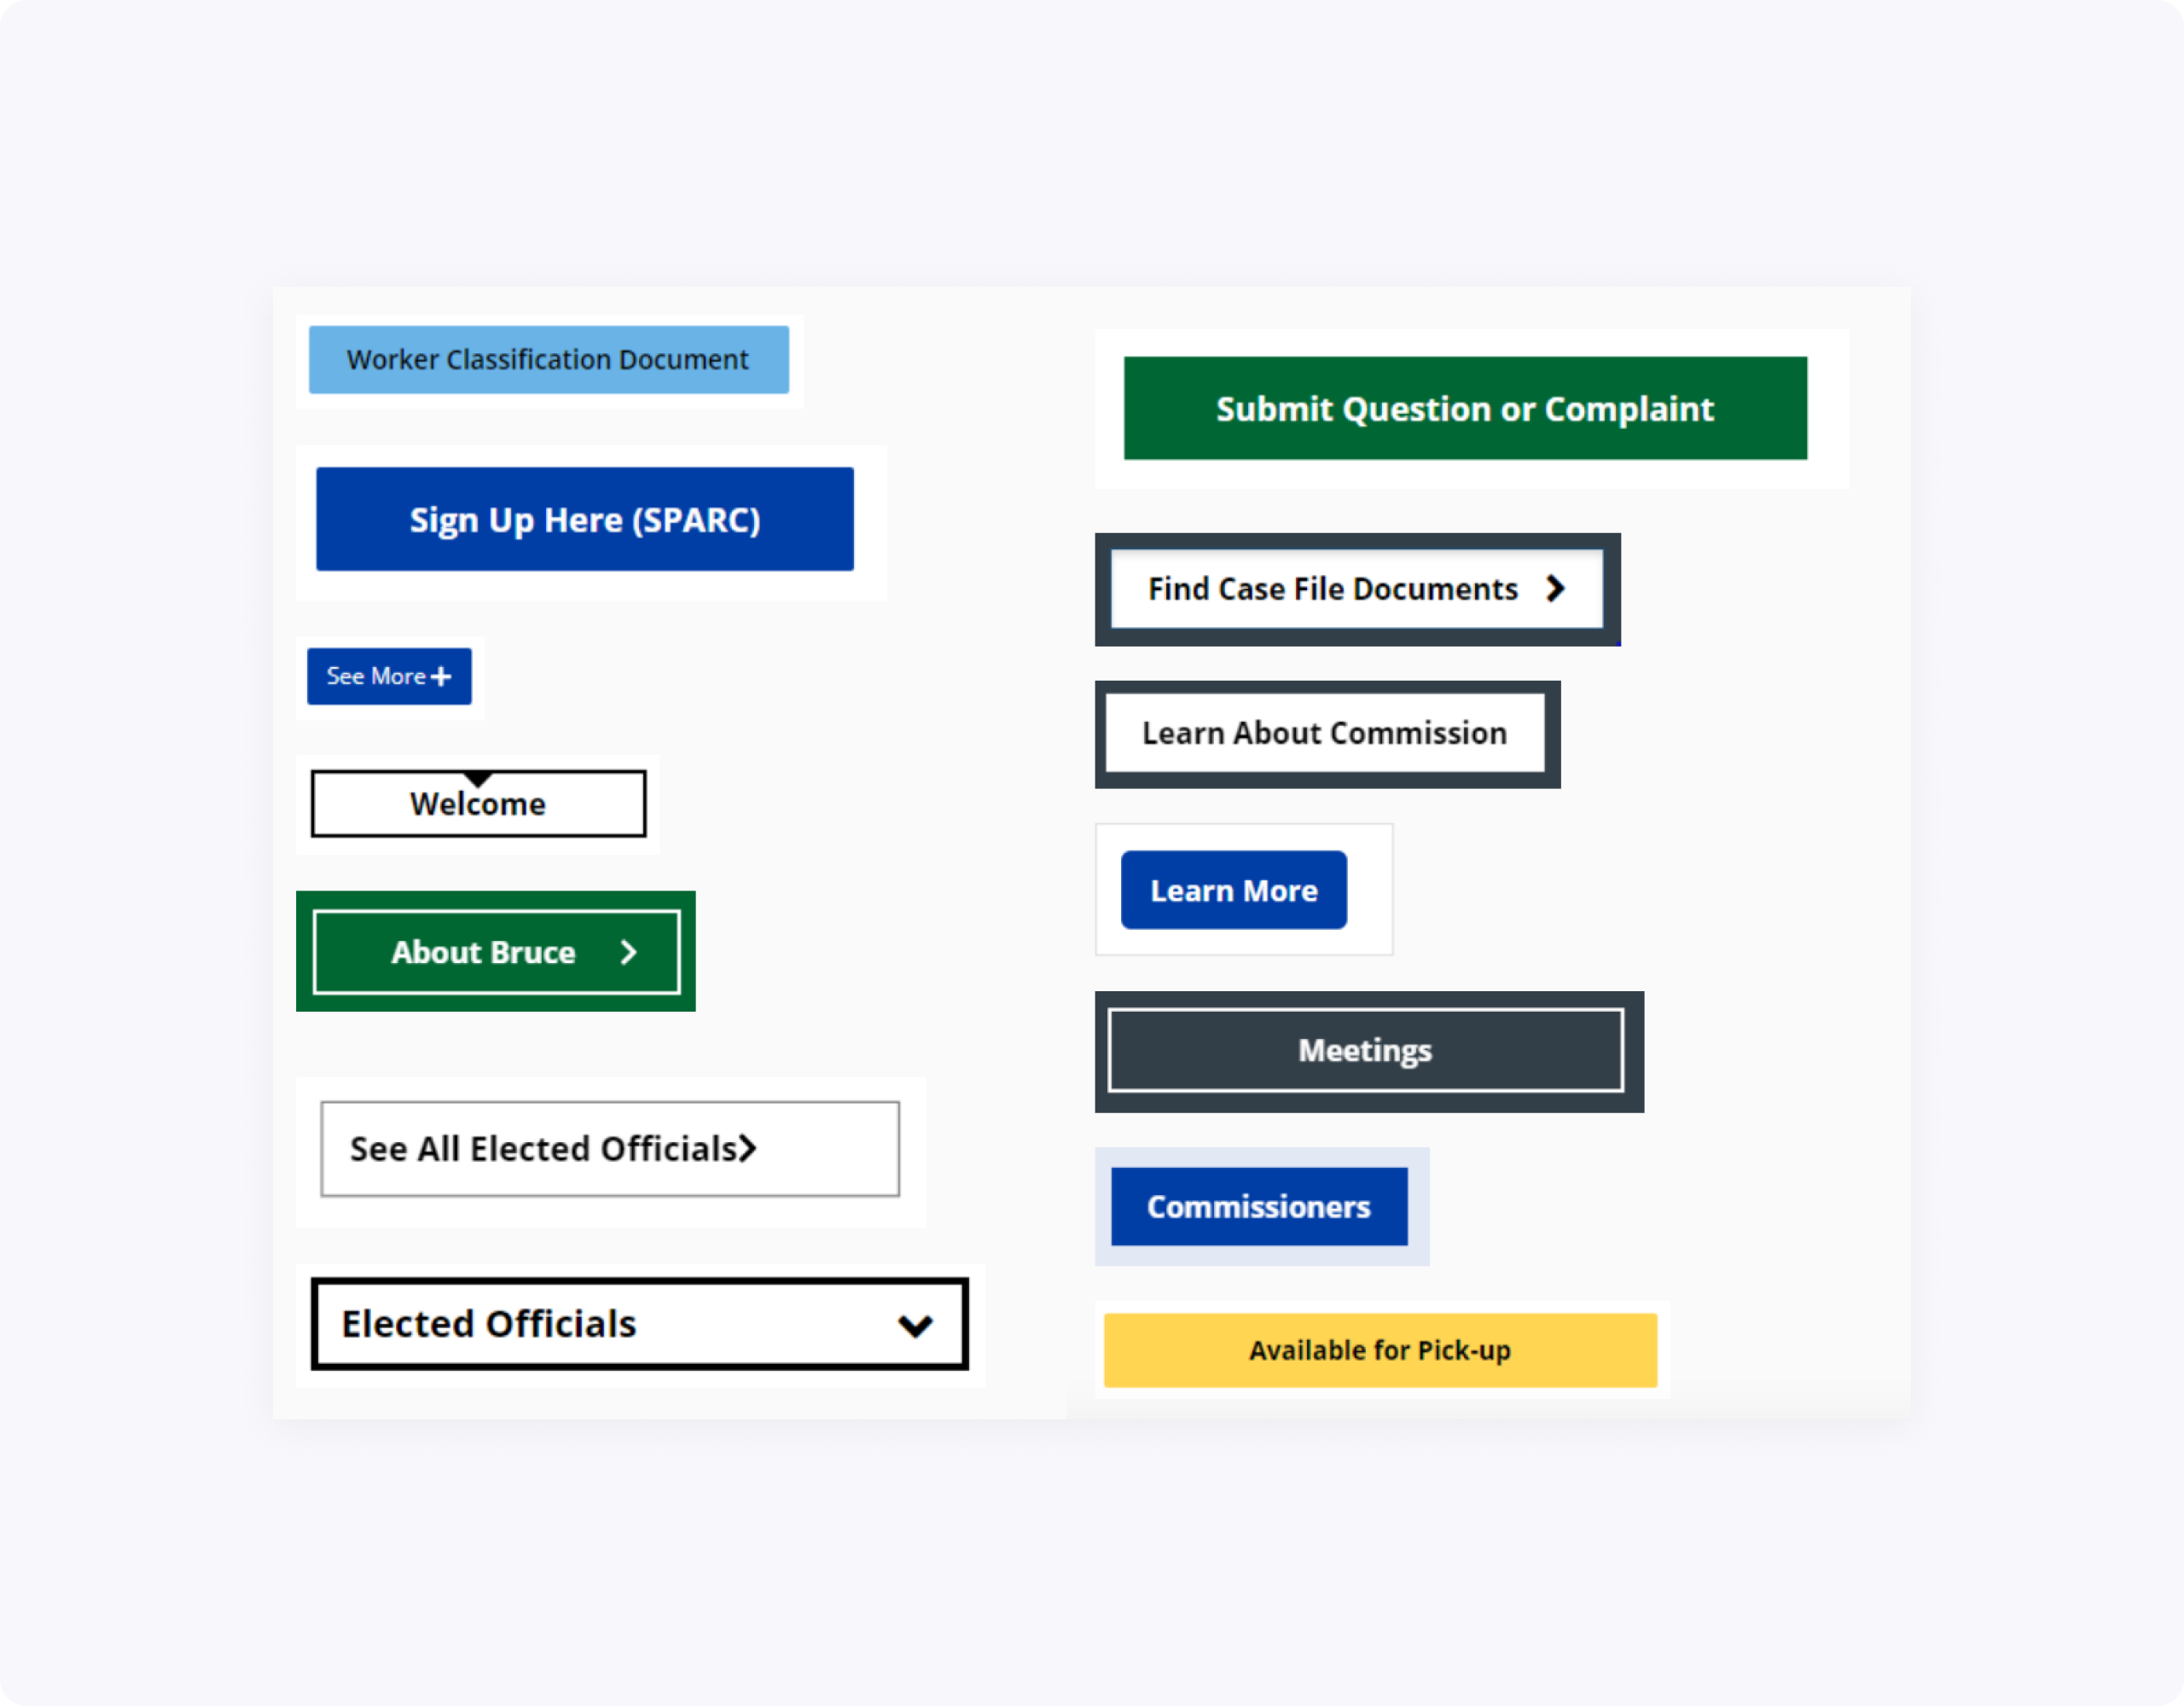 Worker Classification Document
Sign Up Here (SPARC)
See More
Welcome
About Bruce
See All Elected Officials
Elected Officials
Submit Question or Complaint
Find Case File Documents
Learn About Commission
Learn More
Meetings
Commissioners
Available for Pick-up